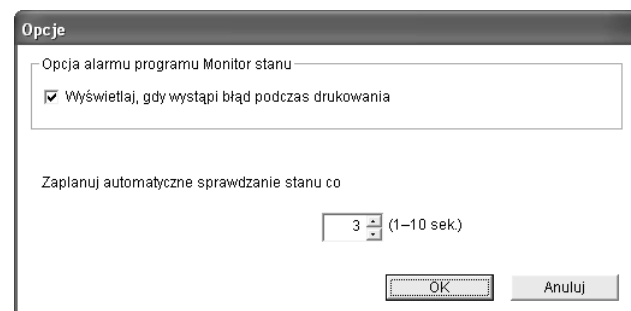 Opcje
Opcja alarmu programu Monitor stanu
Wyświetlaj, gdy wystąpi błąd podczas drukowania
Zaplanuj automatyczne sprawdzanie stanu co
3 (1–10 sek.)
OK Anuluj